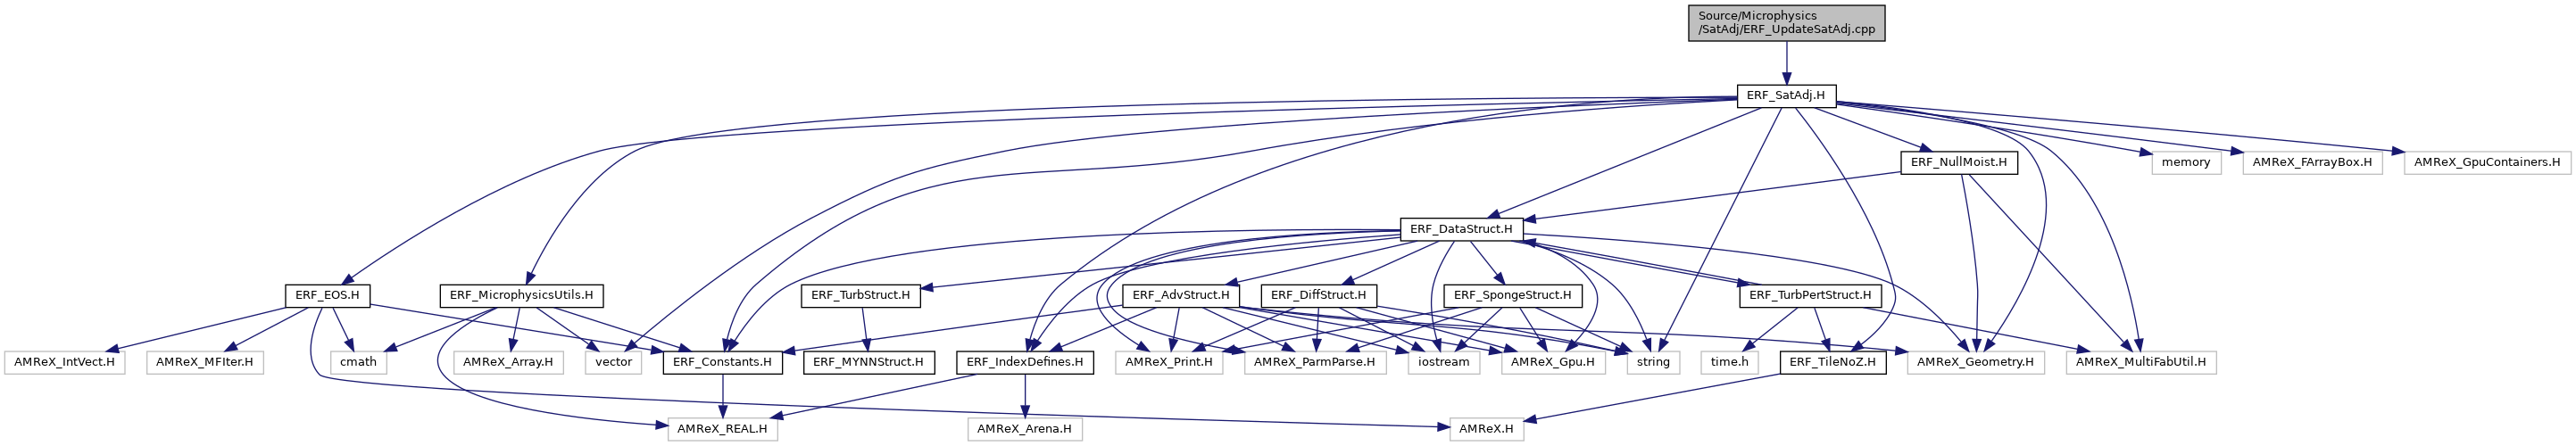 Source/Microphysics
/SatAdj/ERF_UpdateSatAdj.cpp
ERF_SatAdj.H
ERF_NullMoist.H
memory
AMReX_FArrayBox.H
AMReX_GpuContainers.H
ERF_DataStruct.H
ERF_EOS.H
ERF_MicrophysicsUtils.H
ERF_TurbStruct.H
ERF_AdvStruct.H
ERF_DiffStruct.H
ERF_SpongeStruct.H
ERF_TurbPertStruct.H
AMReX_IntVect.H
AMReX_MFIter.H
cmath
AMReX_Array.H
vector
ERF_Constants.H
ERF_MYNNStruct.H
ERF_IndexDefines.H
AMReX_Print.H
AMReX_ParmParse.H
iostream
AMReX_Gpu.H
string
time.h
ERF_TileNoZ.H
AMReX_Geometry.H
AMReX_MultiFabUtil.H
AMReX_REAL.H
AMReX_Arena.H
AMReX.H